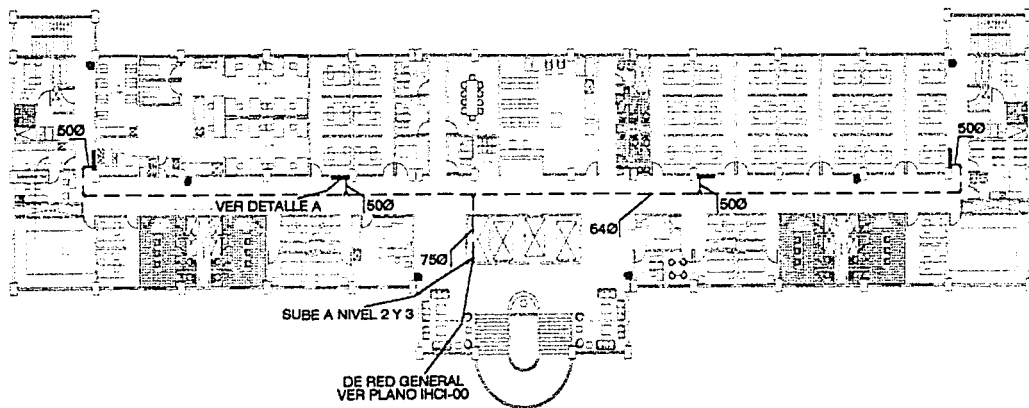 50Ø
50Ø
VER DETALLE A
50Ø
50Ø
64Ø
75Ø
SUBE A NIVEL 2 Y 3
DE RED GENERAL
VER PLANO IHCI-00